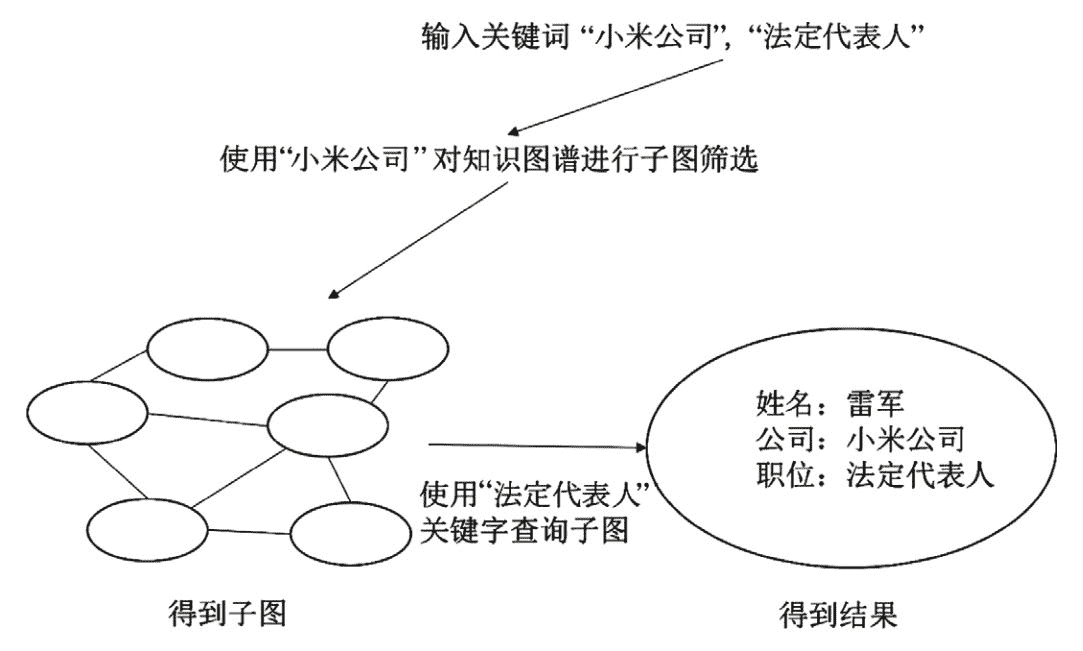 输入关键词“小米公司”，“法定代表人”
使用“小米公司”对知识图谱进行子图筛选
姓名：雷军
公司：小米公司
职位：法定代表人
使用“法定代表人”
关键字查询子图
得到子图
得到结果